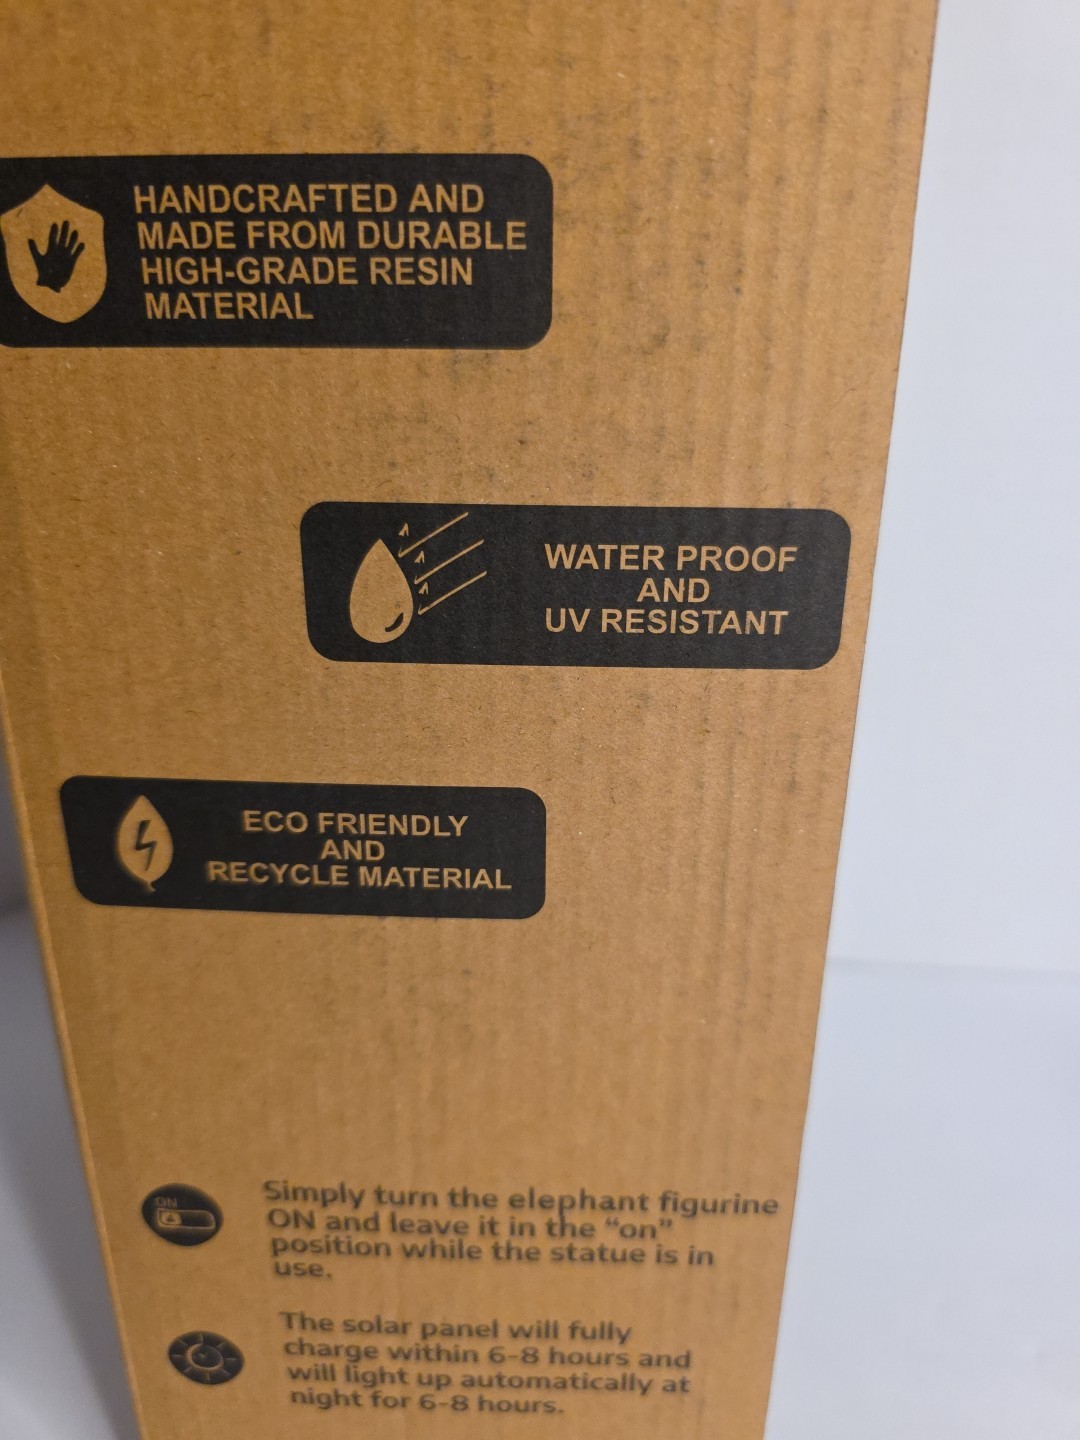 HANDCRAFTED AND
MADE FROM DURABLE
HIGH-GRADE RESIN
MATERIAL
WATER PROOF
AND
UV RESISTANT
ECO FRIENDLY
AND
RECYCLE MATERIAL
ON
Simply turn the elephant figurine
ON and leave it in the “on”
position while the statue is in
use.
The solar panel will fully
charge within 6-8 hours and
will light up automatically at
night for 6-8 hours.